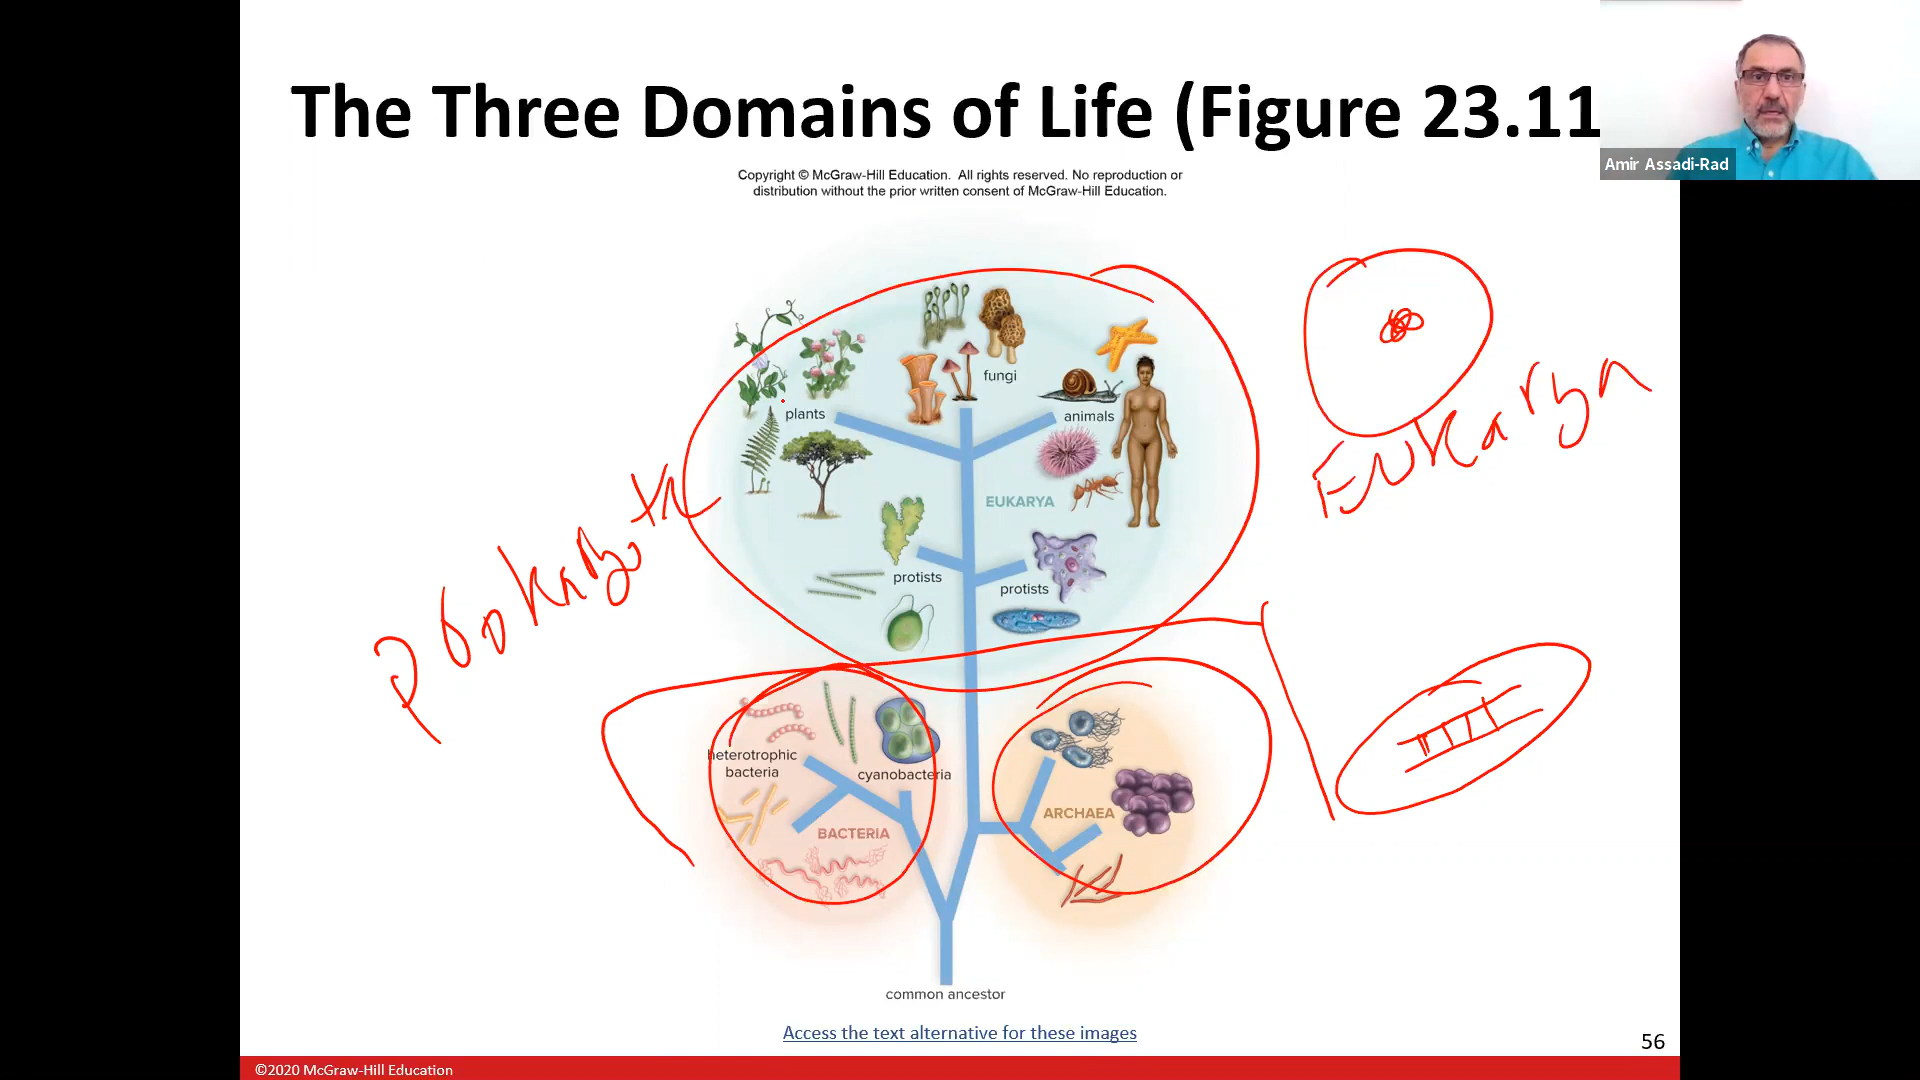 The Three Domains of Life (Figure 23.11
Amir Assadi-Rad
Copyright © McGraw-Hill Education. All rights reserved. No reproduction or
distribution without the prior written consent of McGraw-Hill Education.
fungi
plants
animals
Eukarya
EUKARYA
protists
protists
heterotrophic
bacteria
cyanobacteria
BACTERIA
ARCHAEA
common ancestor
Access the text alternative for these images
56
©2020 McGraw-Hill Education